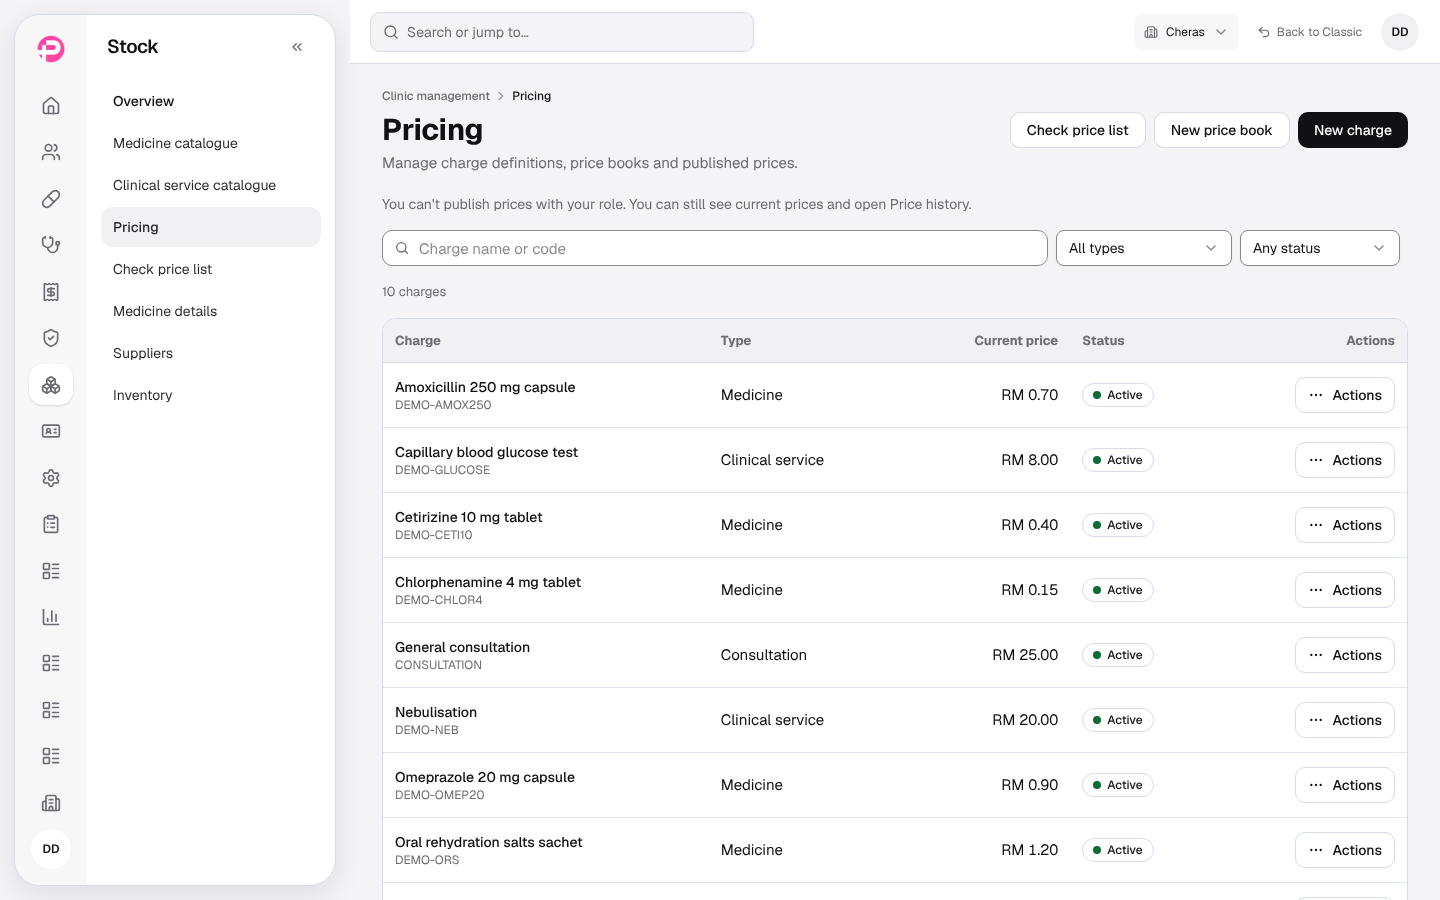 Stock
Overview
Medicine catalogue
Clinical service catalogue
Pricing
Check price list
Medicine details
Suppliers
Inventory
DD
Search or jump to...
Cheras
Back to Classic
DD
Clinic management > Pricing
Pricing
Manage charge definitions, price books and published prices.
Check price list
New price book
New charge
You can't publish prices with your role. You can still see current prices and open Price history.
Charge name or code
All types
Any status
10 charges
Charge Type Current price Status Actions
Amoxicillin 250 mg capsule
DEMO-AMOX250
Medicine RM 0.70 Active ... Actions
Capillary blood glucose test
DEMO-GLUCOSE
Clinical service RM 8.00 Active ... Actions
Cetirizine 10 mg tablet
DEMO-CETI10
Medicine RM 0.40 Active ... Actions
Chlorphenamine 4 mg tablet
DEMO-CHLOR4
Medicine RM 0.15 Active ... Actions
General consultation
CONSULTATION
Consultation RM 25.00 Active ... Actions
Nebulisation
DEMO-NEB
Clinical service RM 20.00 Active ... Actions
Omeprazole 20 mg capsule
DEMO-OMEP20
Medicine RM 0.90 Active ... Actions
Oral rehydration salts sachet
DEMO-ORS
Medicine RM 1.20 Active ... Actions